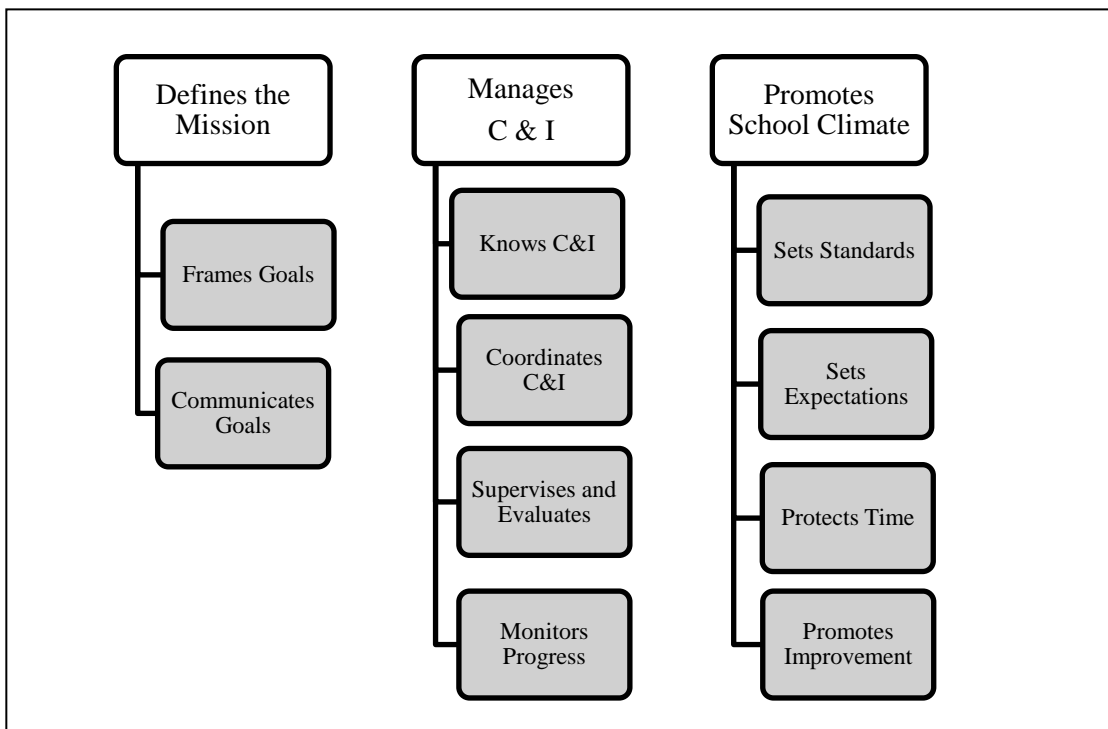 Defines the
Mission
Frames Goals
Communicates
Goals
Manages
C & I
Knows C&I
Coordinates
C&I
Supervises and
Evaluates
Monitors
Progress
Promotes
School Climate
Sets Standards
Sets
Expectations
Protects Time
Promotes
Improvement